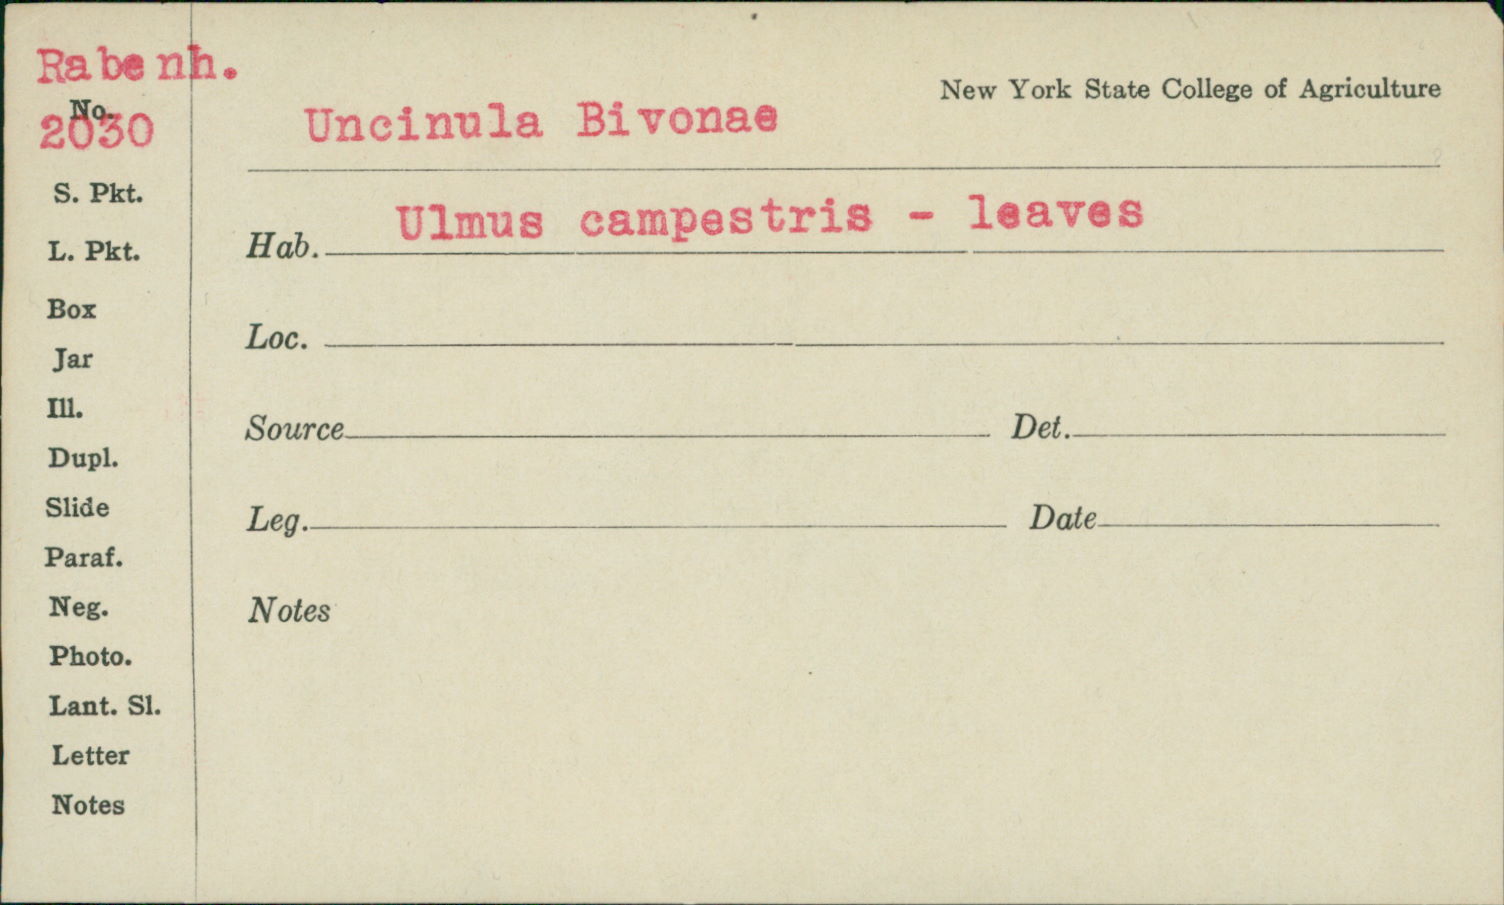 Rabenh.
No.
2030
New York State College of Agriculture
Uncinula Bivonae
S. Pkt.
Hab. Ulmus campestris - leaves
L. Pkt.
Box
Loc.
Jar
Ill.
Source Det.
Dupl.
Slide
Leg. Date
Paraf.
Neg.
Notes
Photo.
Lant. Sl.
Letter
Notes